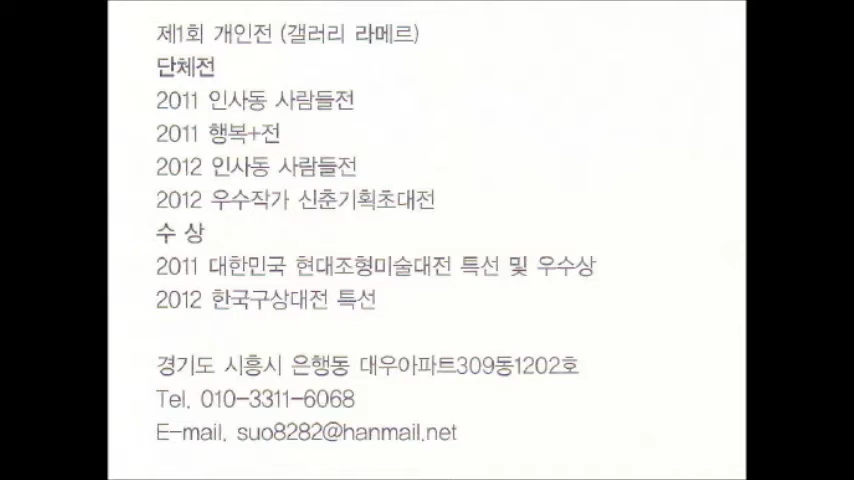 제1회 개인전 (갤러리 라메르)
단체전
2011 인사동 사람들전
2011 행복+전
2012 인사동 사람들전
2012 우수작가 신춘기획초대전
수 상
2011 대한민국 현대조형미술대전 특선 및 우수상
2012 한국구상대전 특선
경기도 시흥시 은행동 대우아파트309동1202호
Tel. 010-3311-6068
E-mail. suo8282@hanmail.net